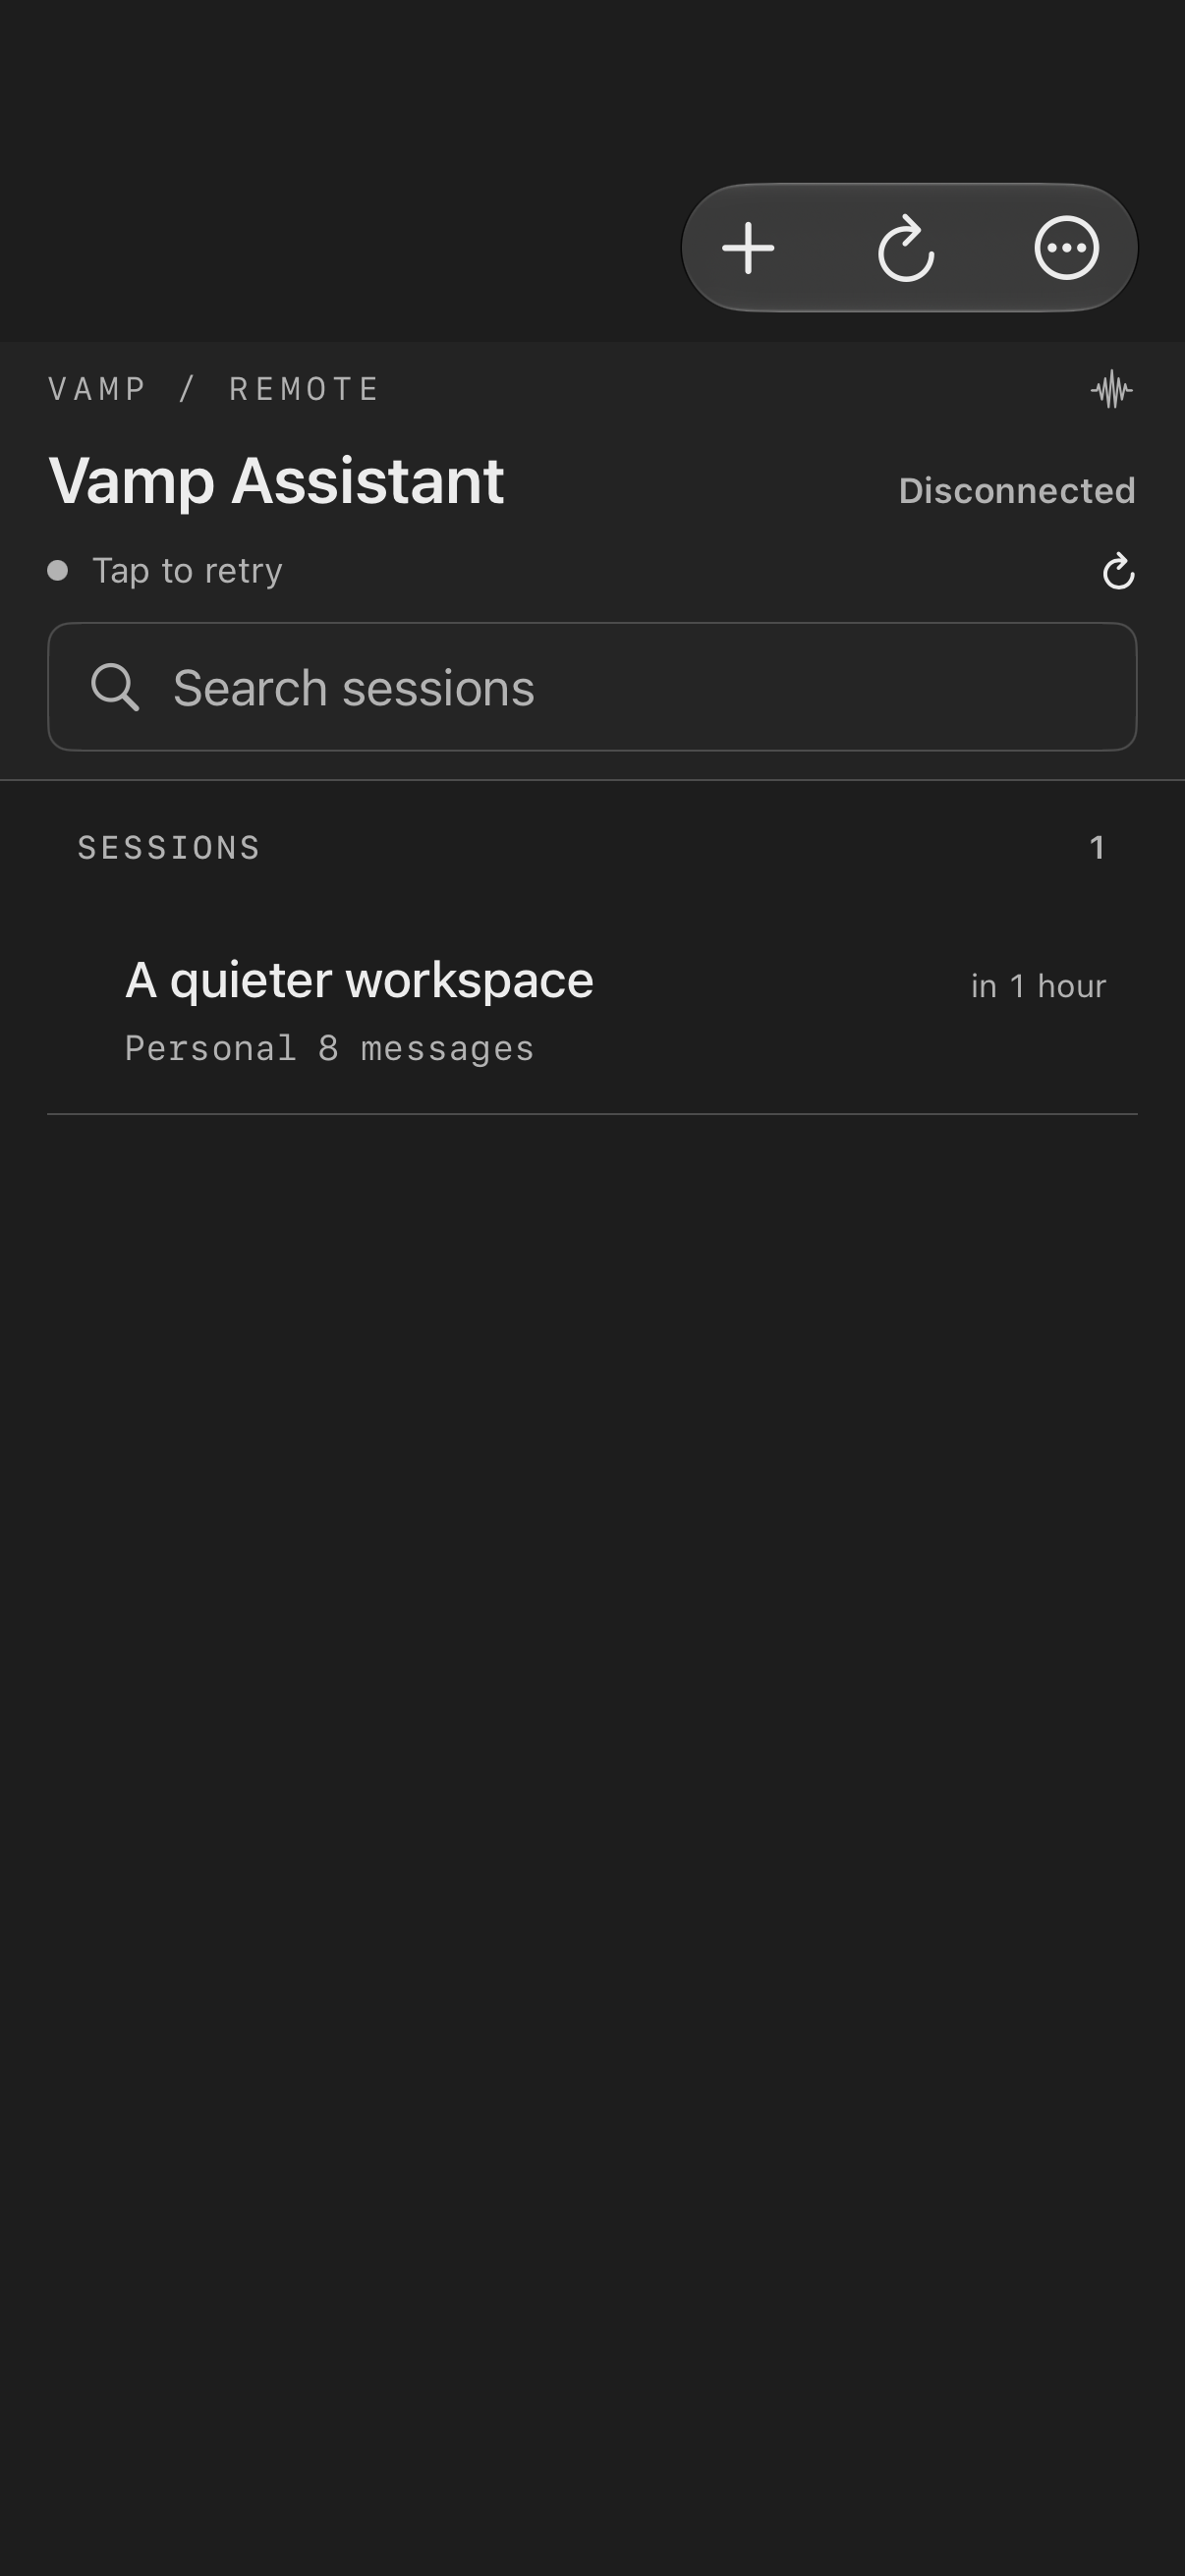 VAMP / REMOTE
Vamp Assistant
Disconnected
Tap to retry
Search sessions
SESSIONS
1
A quieter workspace
in 1 hour
Personal 8 messages